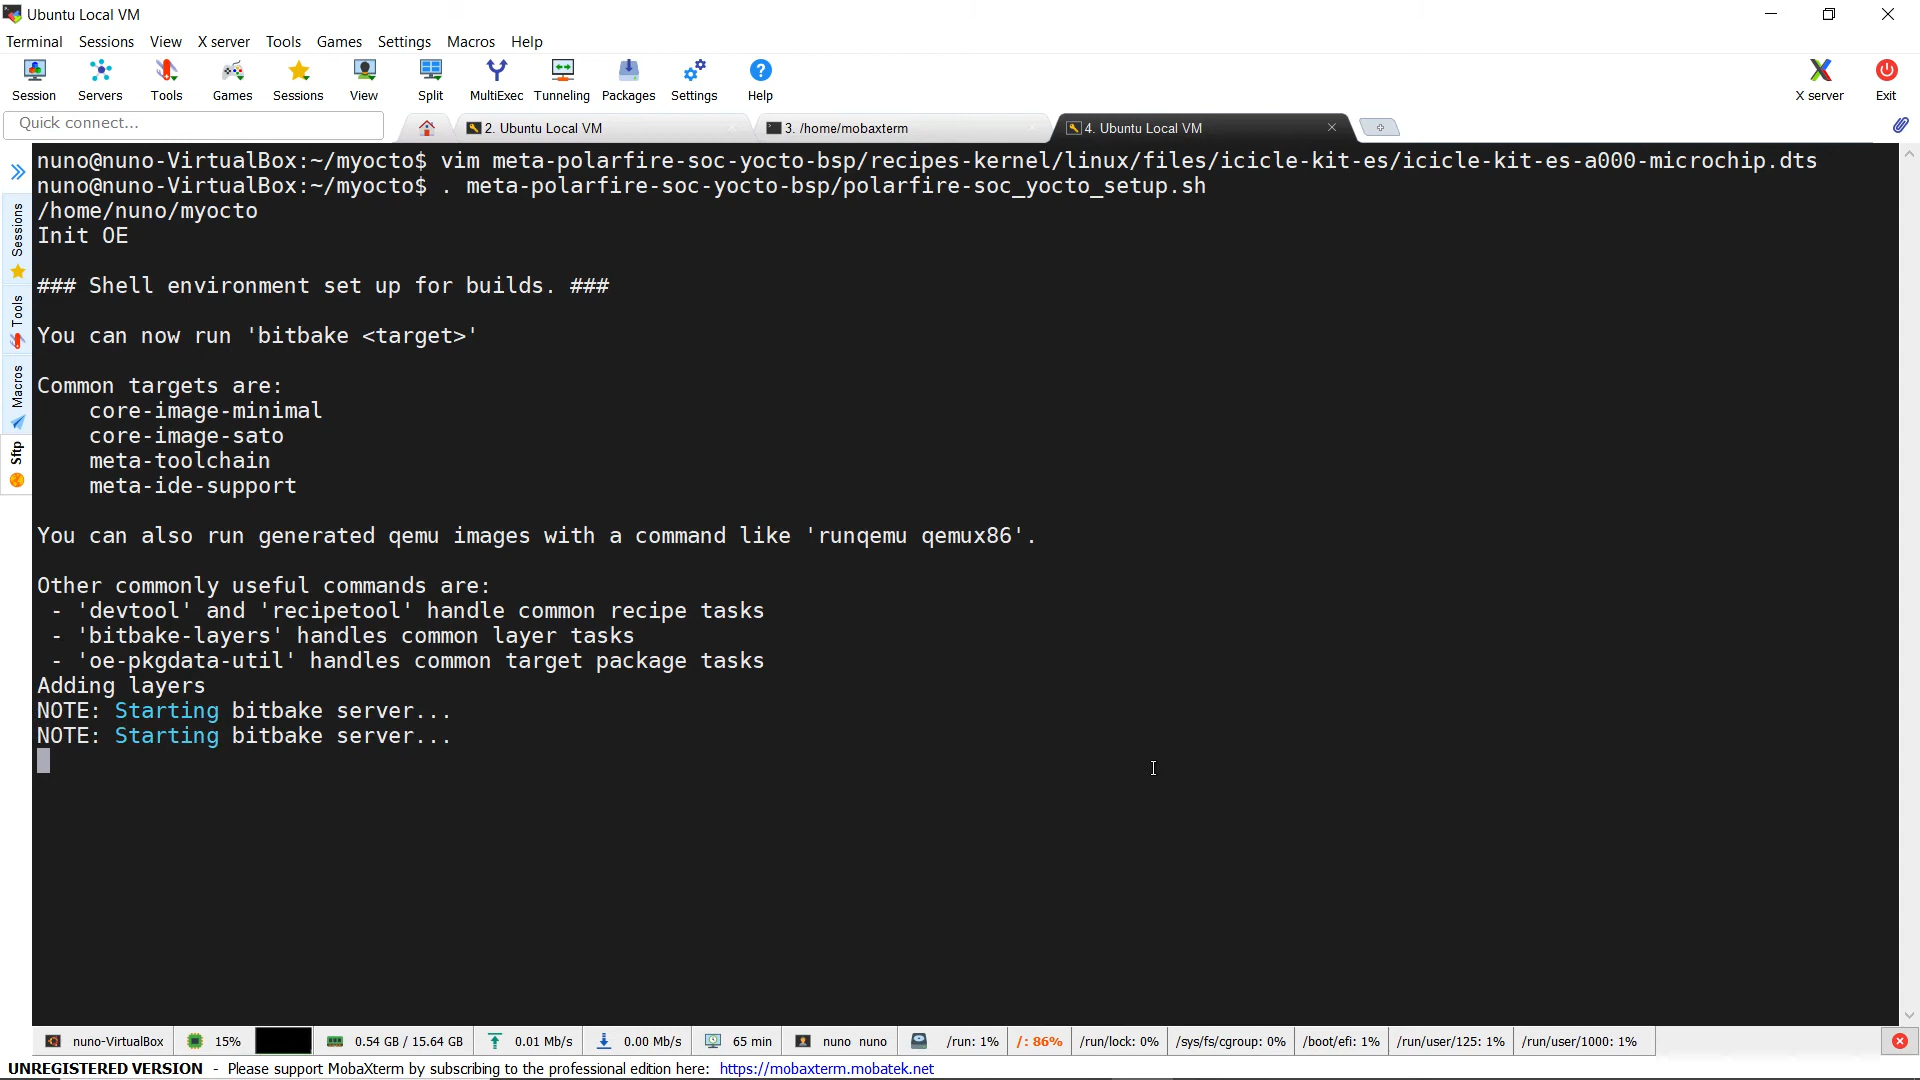 Ubuntu Local VM
Terminal Sessions View X server Tools Games Settings Macros Help
Session Servers Tools Games Sessions View Split MultiExec Tunneling Packages Settings Help X server Exit
Quick connect...
2. Ubuntu Local VM
3. /home/mobaxterm
4. Ubuntu Local VM
Sessions
Tools
Macros
Sftp
nuno@nuno-VirtualBox:~/myocto$ vim meta-polarfire-soc-yocto-bsp/recipes-kernel/linux/files/icicle-kit-es/icicle-kit-es-a000-microchip.dts
nuno@nuno-VirtualBox:~/myocto$ . meta-polarfire-soc-yocto-bsp/polarfire-soc_yocto_setup.sh
/home/nuno/myocto
Init OE
### Shell environment set up for builds. ###
You can now run 'bitbake <target>'
Common targets are:
core-image-minimal
core-image-sato
meta-toolchain
meta-ide-support
You can also run generated qemu images with a command like 'runqemu qemux86'.
Other commonly useful commands are:
- 'devtool' and 'recipetool' handle common recipe tasks
- 'bitbake-layers' handles common layer tasks
- 'oe-pkgdata-util' handles common target package tasks
Adding layers
NOTE: Starting bitbake server...
NOTE: Starting bitbake server...
nuno-VirtualBox 15% 0.54 GB / 15.64 GB 0.01 Mb/s 0.00 Mb/s 65 min nuno nuno /run: 1% /: 86% /run/lock: 0% /sys/fs/cgroup: 0% /boot/efi: 1% /run/user/125: 1% /run/user/1000: 1%
UNREGISTERED VERSION - Please support MobaXterm by subscribing to the professional edition here: https://mobaxterm.mobatek.net